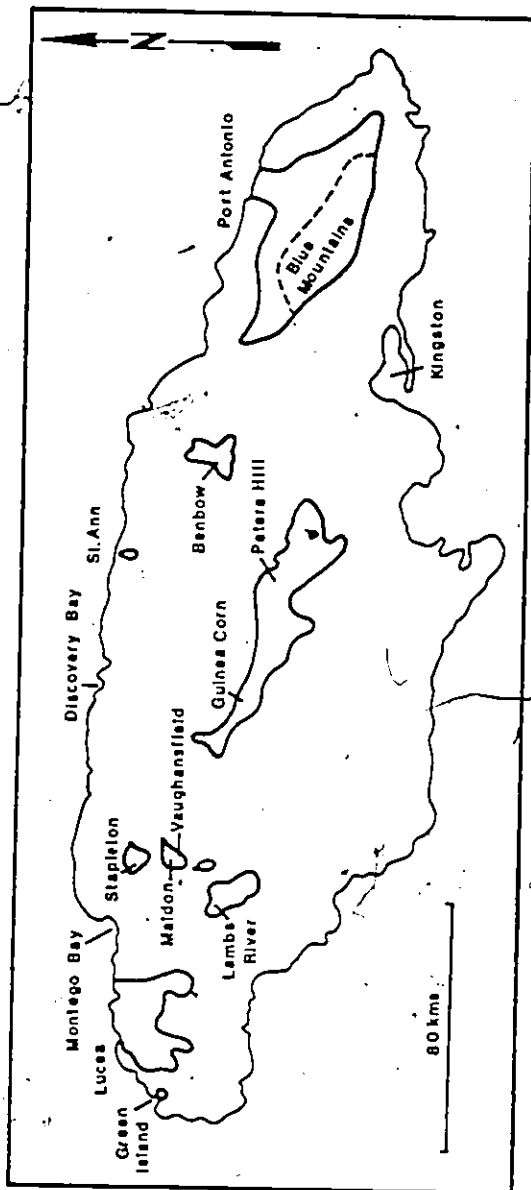 N
Port Antonio
Blue
Mountains
Kingston
Benbow
Peters Hill
St. Ann
Guinea Corn
Discovery Bay
Vaughansfield
Maldon
Stapleton
Lambs
River
Montego Bay
Lucea
Green
Island
80 kms